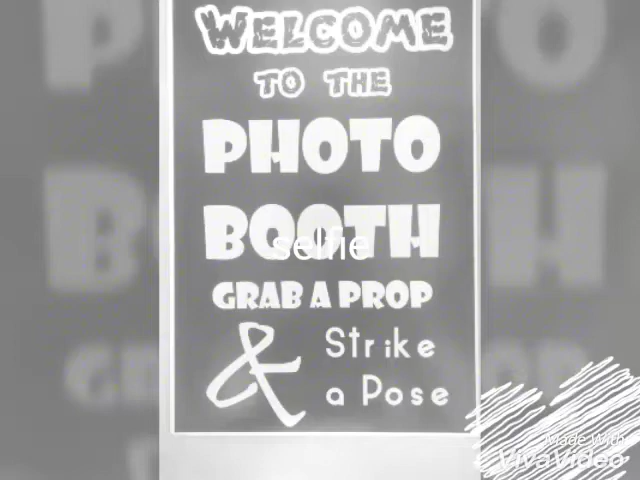 WELCOME
TO THE
PHOTO
BOOTH
selfie
GRAB A PROP
& Strike
a Pose
Made With
VivaVideo